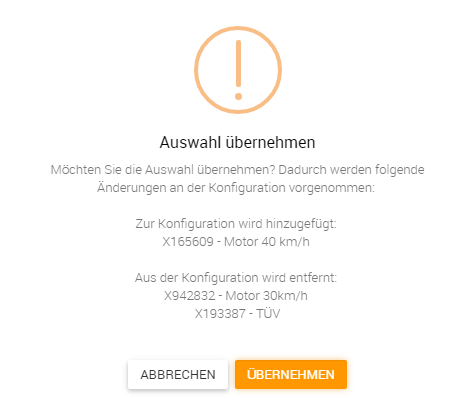 Auswahl übernehmen
Möchten Sie die Auswahl übernehmen? Dadurch werden folgende
Änderungen an der Konfiguration vorgenommen:
Zur Konfiguration wird hinzugefügt:
X165609 - Motor 40 km/h
Aus der Konfiguration wird entfernt:
X942832 - Motor 30km/h
X193387 - TÜV
ABBRECHEN
ÜBERNEHMEN